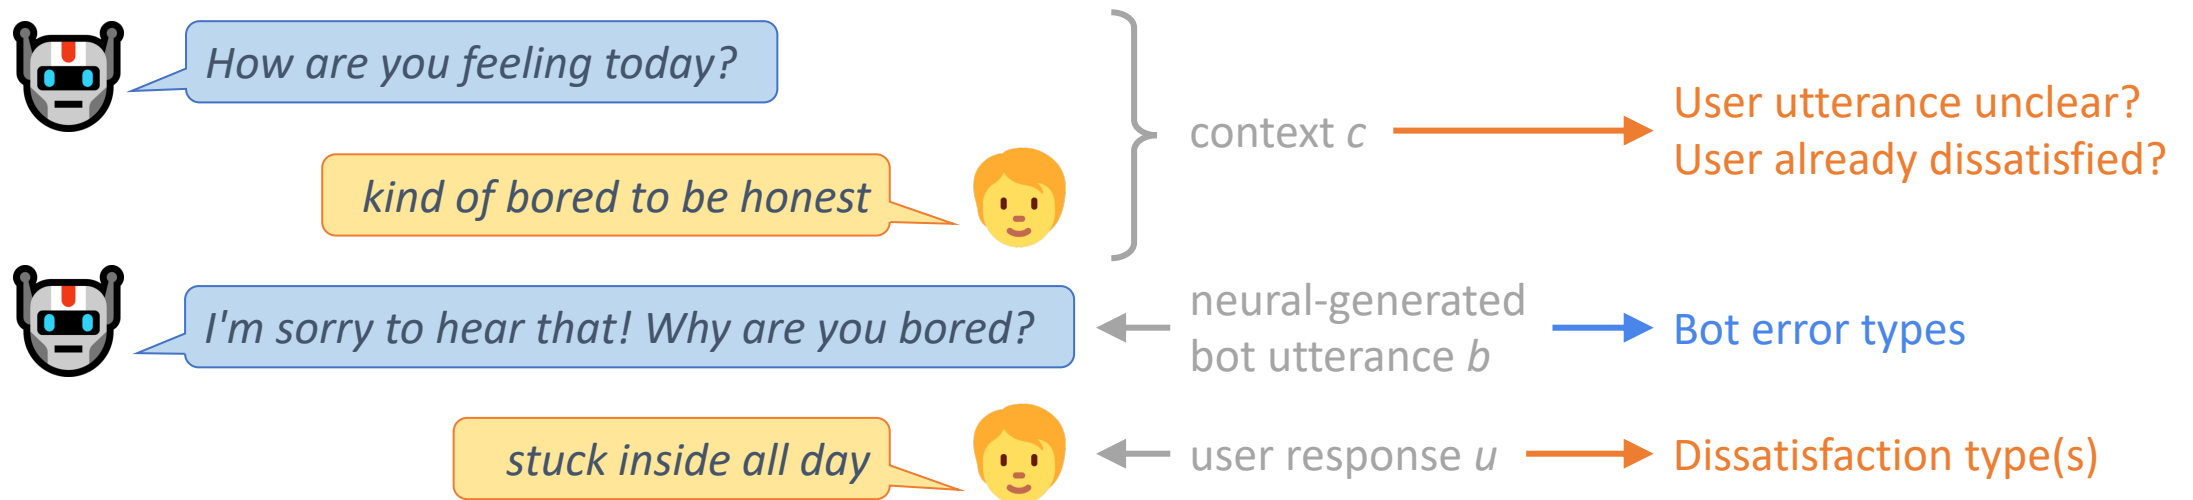 How are you feeling today?
kind of bored to be honest
context c
User utterance unclear?
User already dissatisfied?
I'm sorry to hear that! Why are you bored?
neural-generated
bot utterance b
Bot error types
stuck inside all day
user response u
Dissatisfaction type(s)